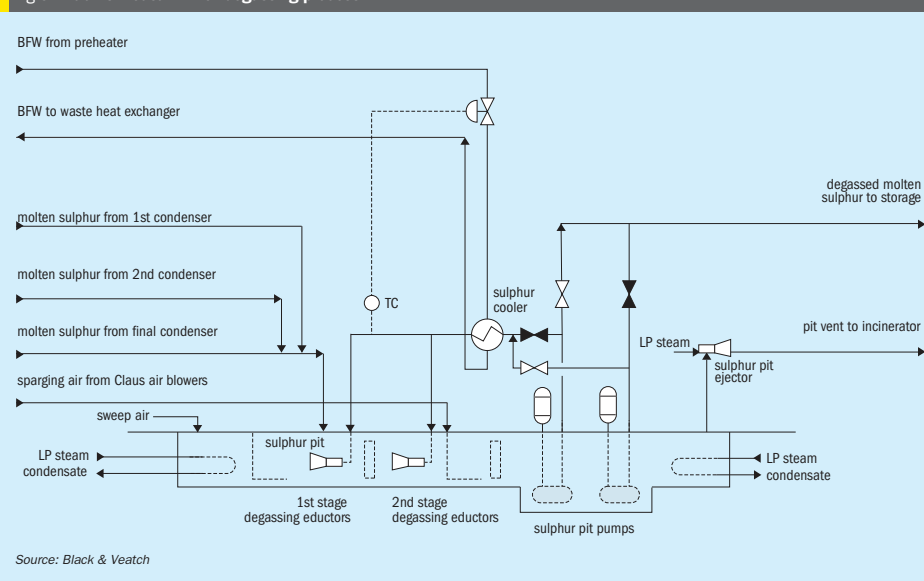 BFW from preheater
BFW to waste heat exchanger
degassed molten
sulphur to storage
molten sulphur from 1st condenser
molten sulphur from 2nd condenser
sulphur
cooler
TC
molten sulphur from final condenser
pit vent to incinerator
LP steam
sulphur pit
ejector
sparging air from Claus air blowers
sweep air
sulphur pit
LP steam
condensate
LP steam
condensate
1st stage
degassing eductors
2nd stage
degassing eductors
sulphur pit pumps
Source: Black & Veatch